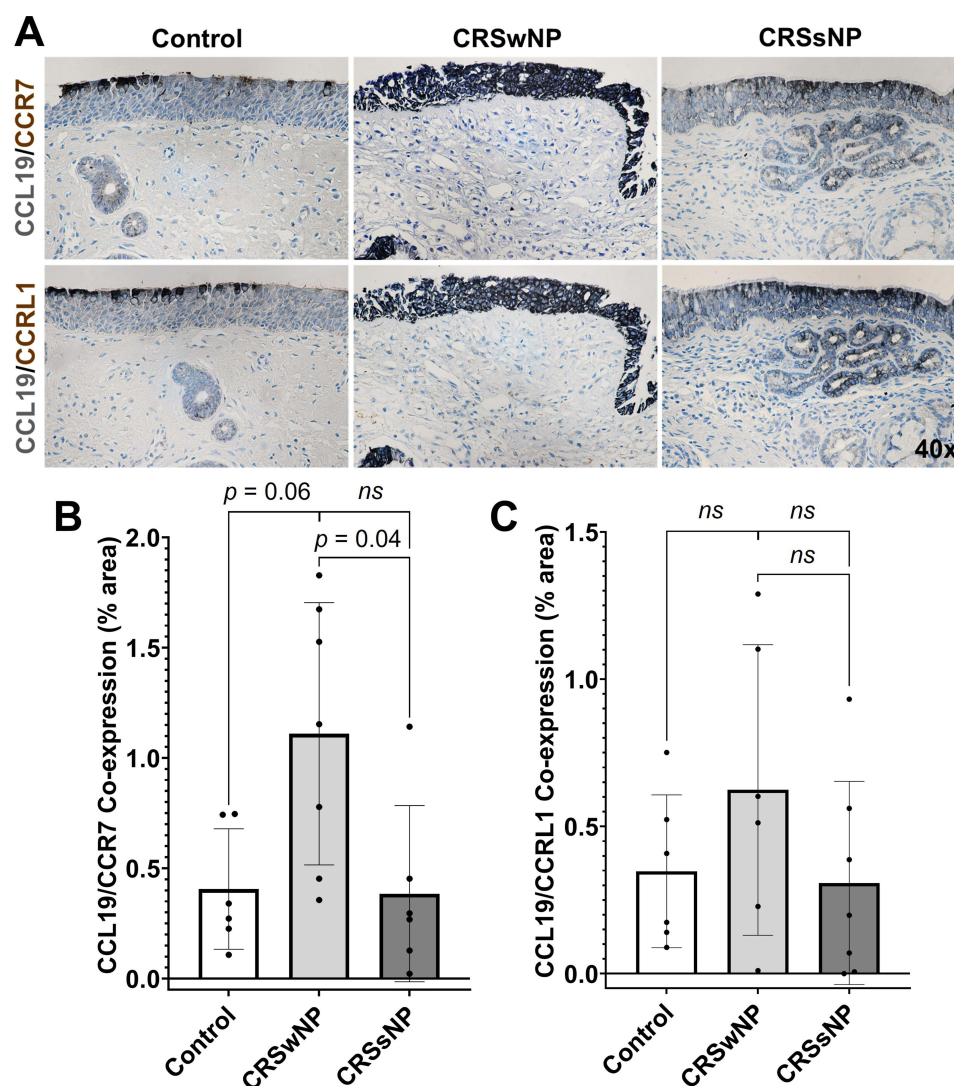 A
Control
CRSwNP
CRSsNP
CCL19/CCR7
CCL19/CCRL1
40x
B
p = 0.06
ns
p = 0.04
CCL19/CCR7 Co-expression (% area)
2.0
1.5
1.0
0.5
0.0
Control
CRSwNP
CRSsNP
C
ns
ns
ns
CCL19/CCRL1 Co-expression (% area)
1.5
1.0
0.5
0.0
Control
CRSwNP
CRSsNP